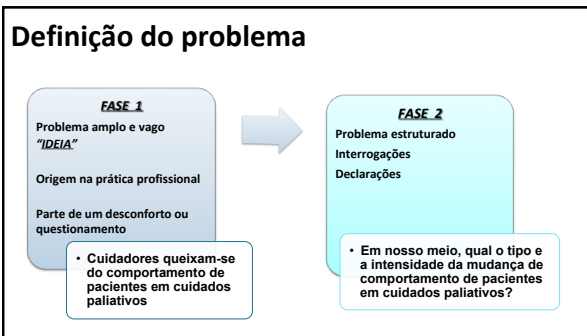 Definição do problema
FASE 1
Problema amplo e vago
“IDEIA”
Origem na prática profissional
Parte de um desconforto ou
questionamento
• Cuidadores queixam-se
do comportamento de
pacientes em cuidados
paliativos
FASE 2
Problema estruturado
Interrogações
Declarações
• Em nosso meio, qual o tipo e
a intensidade da mudança de
comportamento de pacientes
em cuidados paliativos?